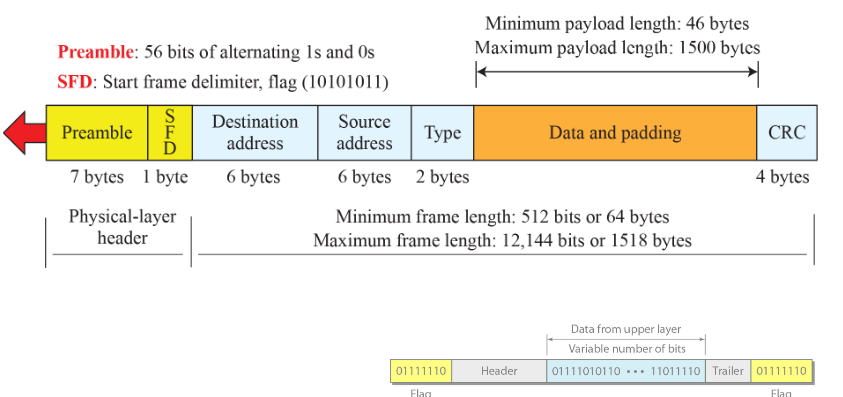 Minimum payload length: 46 bytes
Maximum payload length: 1500 bytes
Preamble: 56 bits of alternating 1s and 0s
SFD: Start frame delimiter, flag (10101011)
Preamble
S
F
D
Destination
address
Source
address
Type
Data and padding
CRC
7 bytes 1 byte 6 bytes 6 bytes 2 bytes 4 bytes
Physical-layer
header
Minimum frame length: 512 bits or 64 bytes
Maximum frame length: 12,144 bits or 1518 bytes
Data from upper layer
Variable number of bits
01111110 Header 01111010110 ••• 11011110 Trailer 01111110
Flag Flag